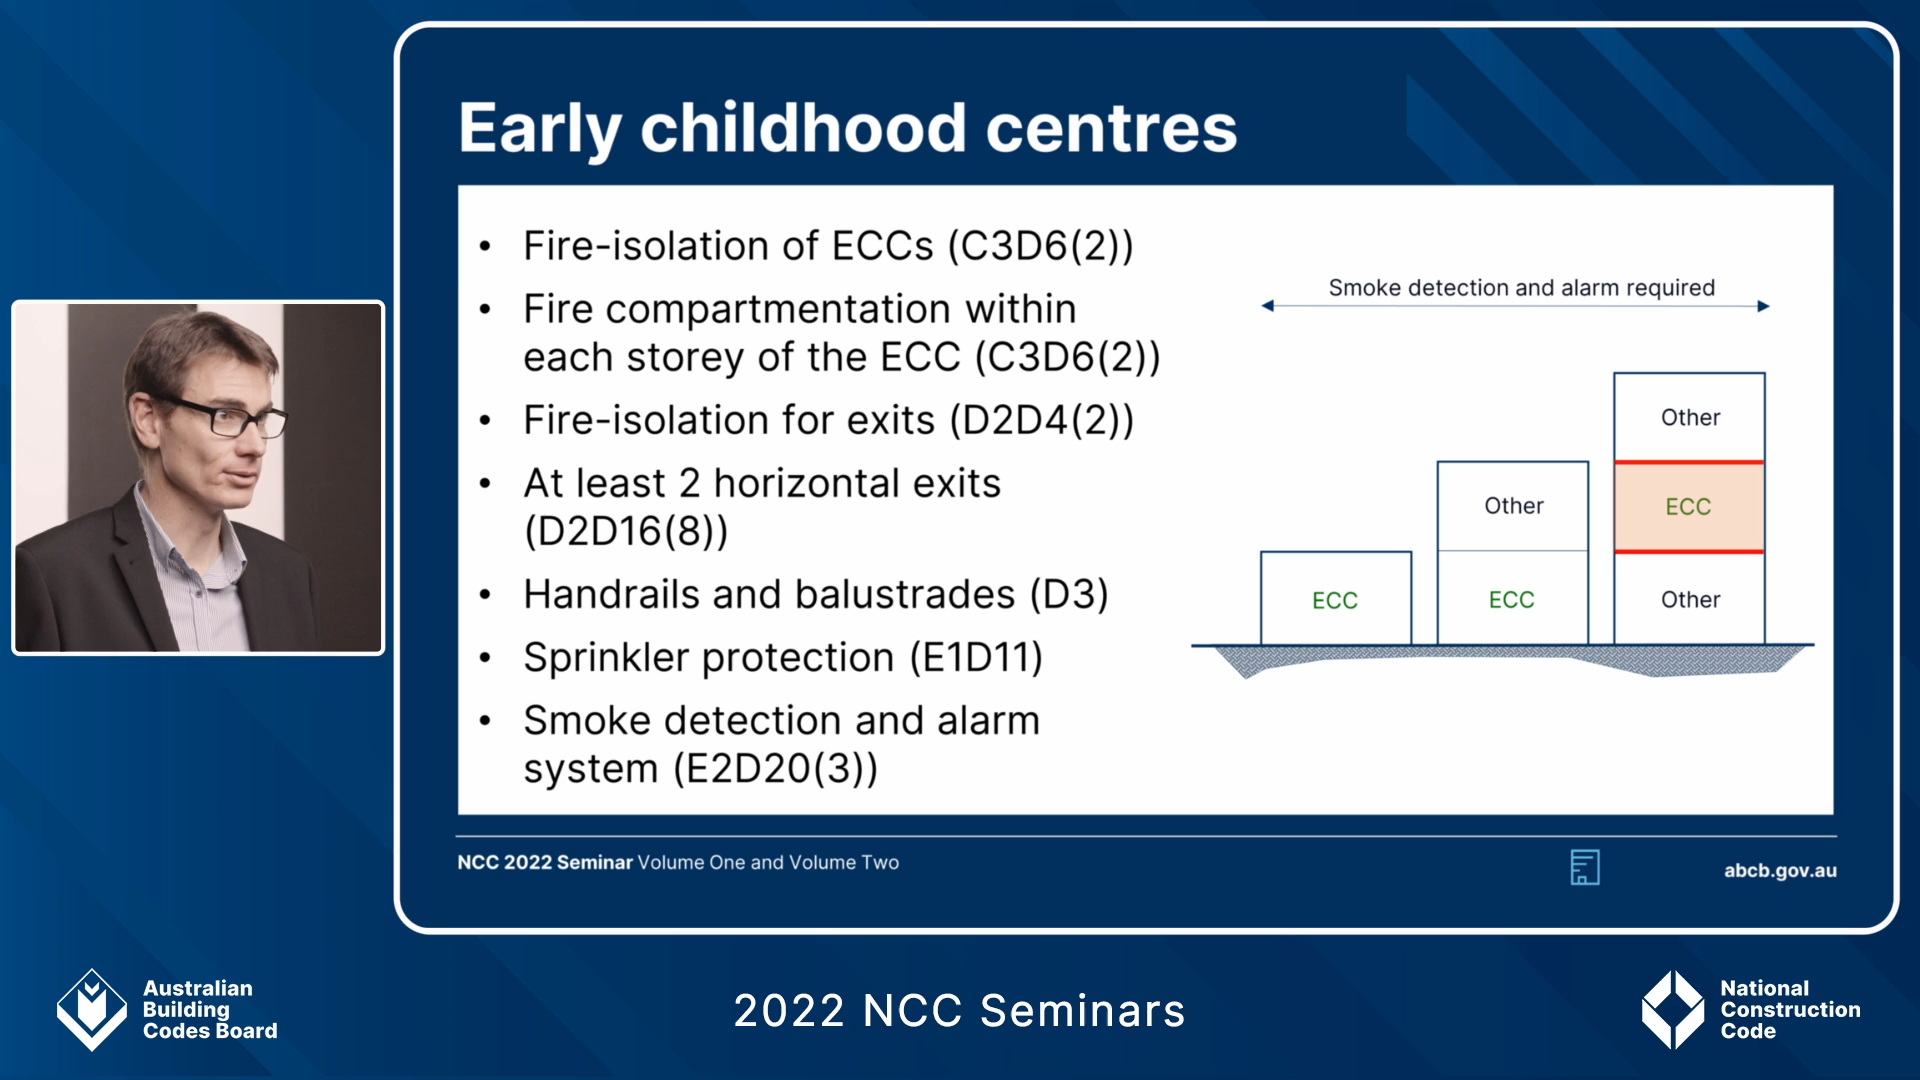 Early childhood centres
• Fire-isolation of ECCs (C3D6(2))
• Fire compartmentation within
each storey of the ECC (C3D6(2))
• Fire-isolation for exits (D2D4(2))
• At least 2 horizontal exits
(D2D16(8))
• Handrails and balustrades (D3)
• Sprinkler protection (E1D11)
• Smoke detection and alarm
system (E2D20(3))
Smoke detection and alarm required
Other
Other
ECC
ECC
ECC
Other
NCC 2022 Seminar Volume One and Volume Two
abcb.gov.au
Australian
Building
Codes Board
2022 NCC Seminars
National
Construction
Code